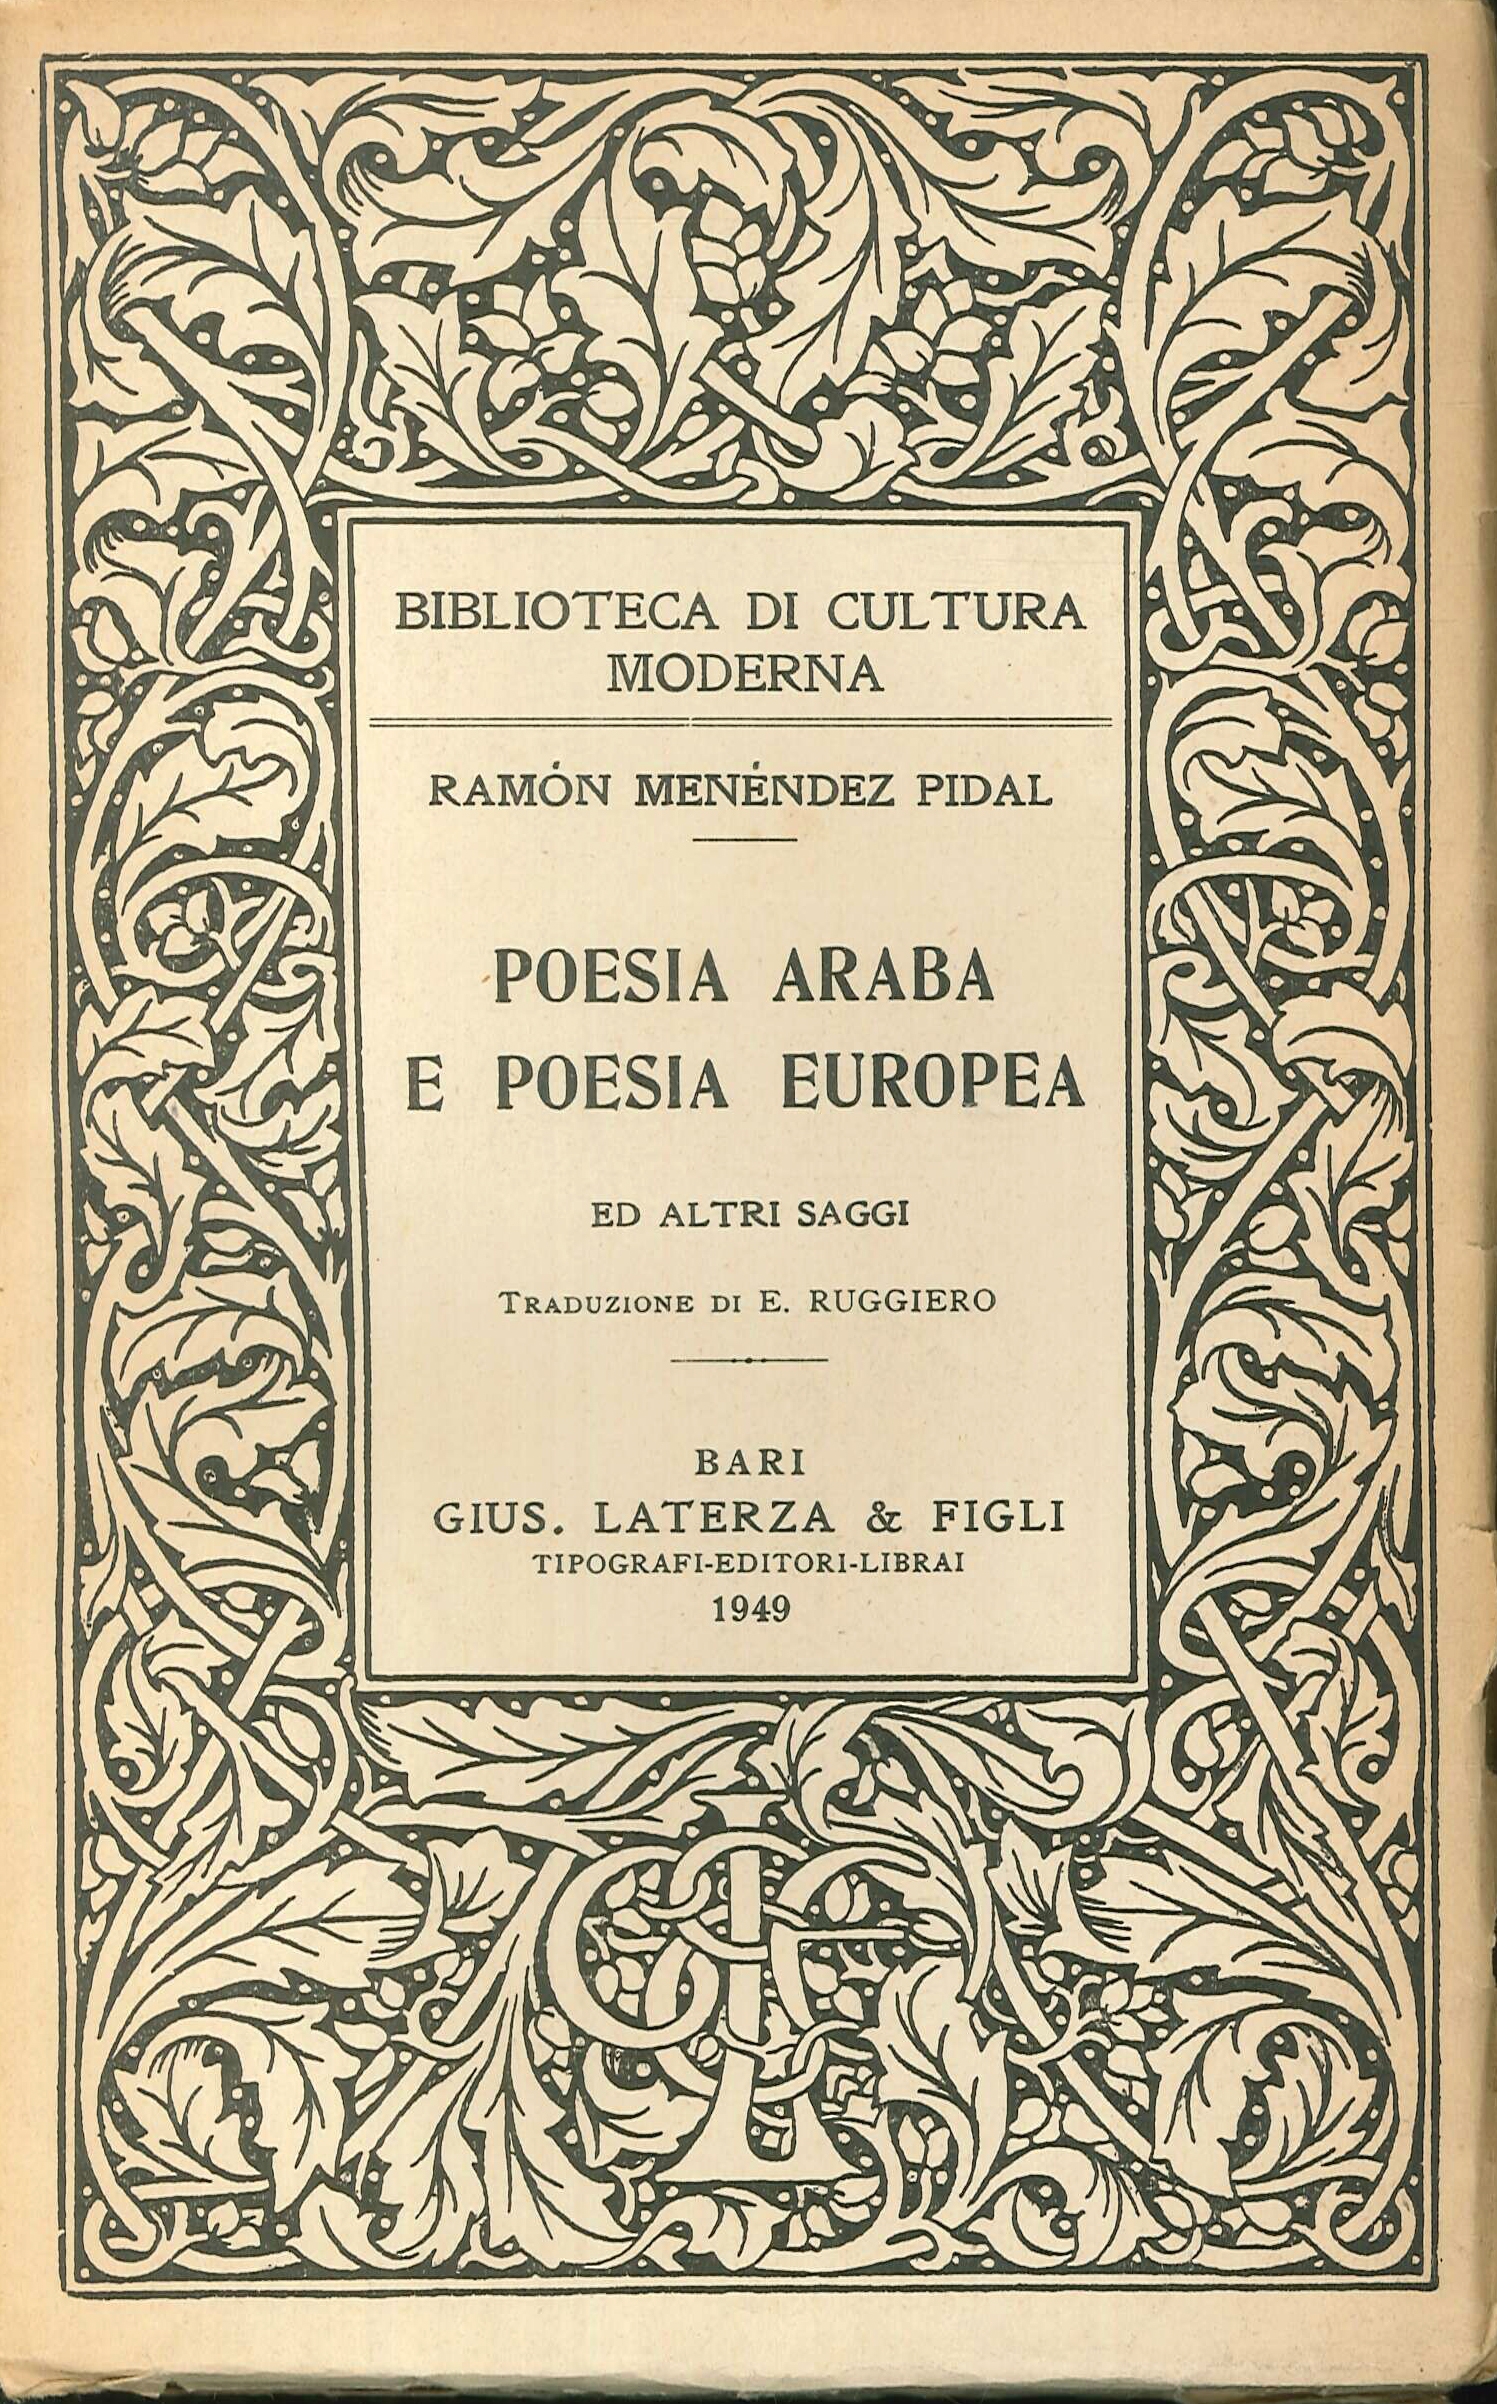 BIBLIOTECA DI CULTURA
MODERNA
RAMÓN MENÉNDEZ PIDAL
POESIA ARABA
E POESIA EUROPEA
ED ALTRI SAGGI
TRADUZIONE DI E. RUGGIERO
BARI
GIUS. LATERZA & FIGLI
TIPOGRAFI-EDITORI-LIBRAI
1949